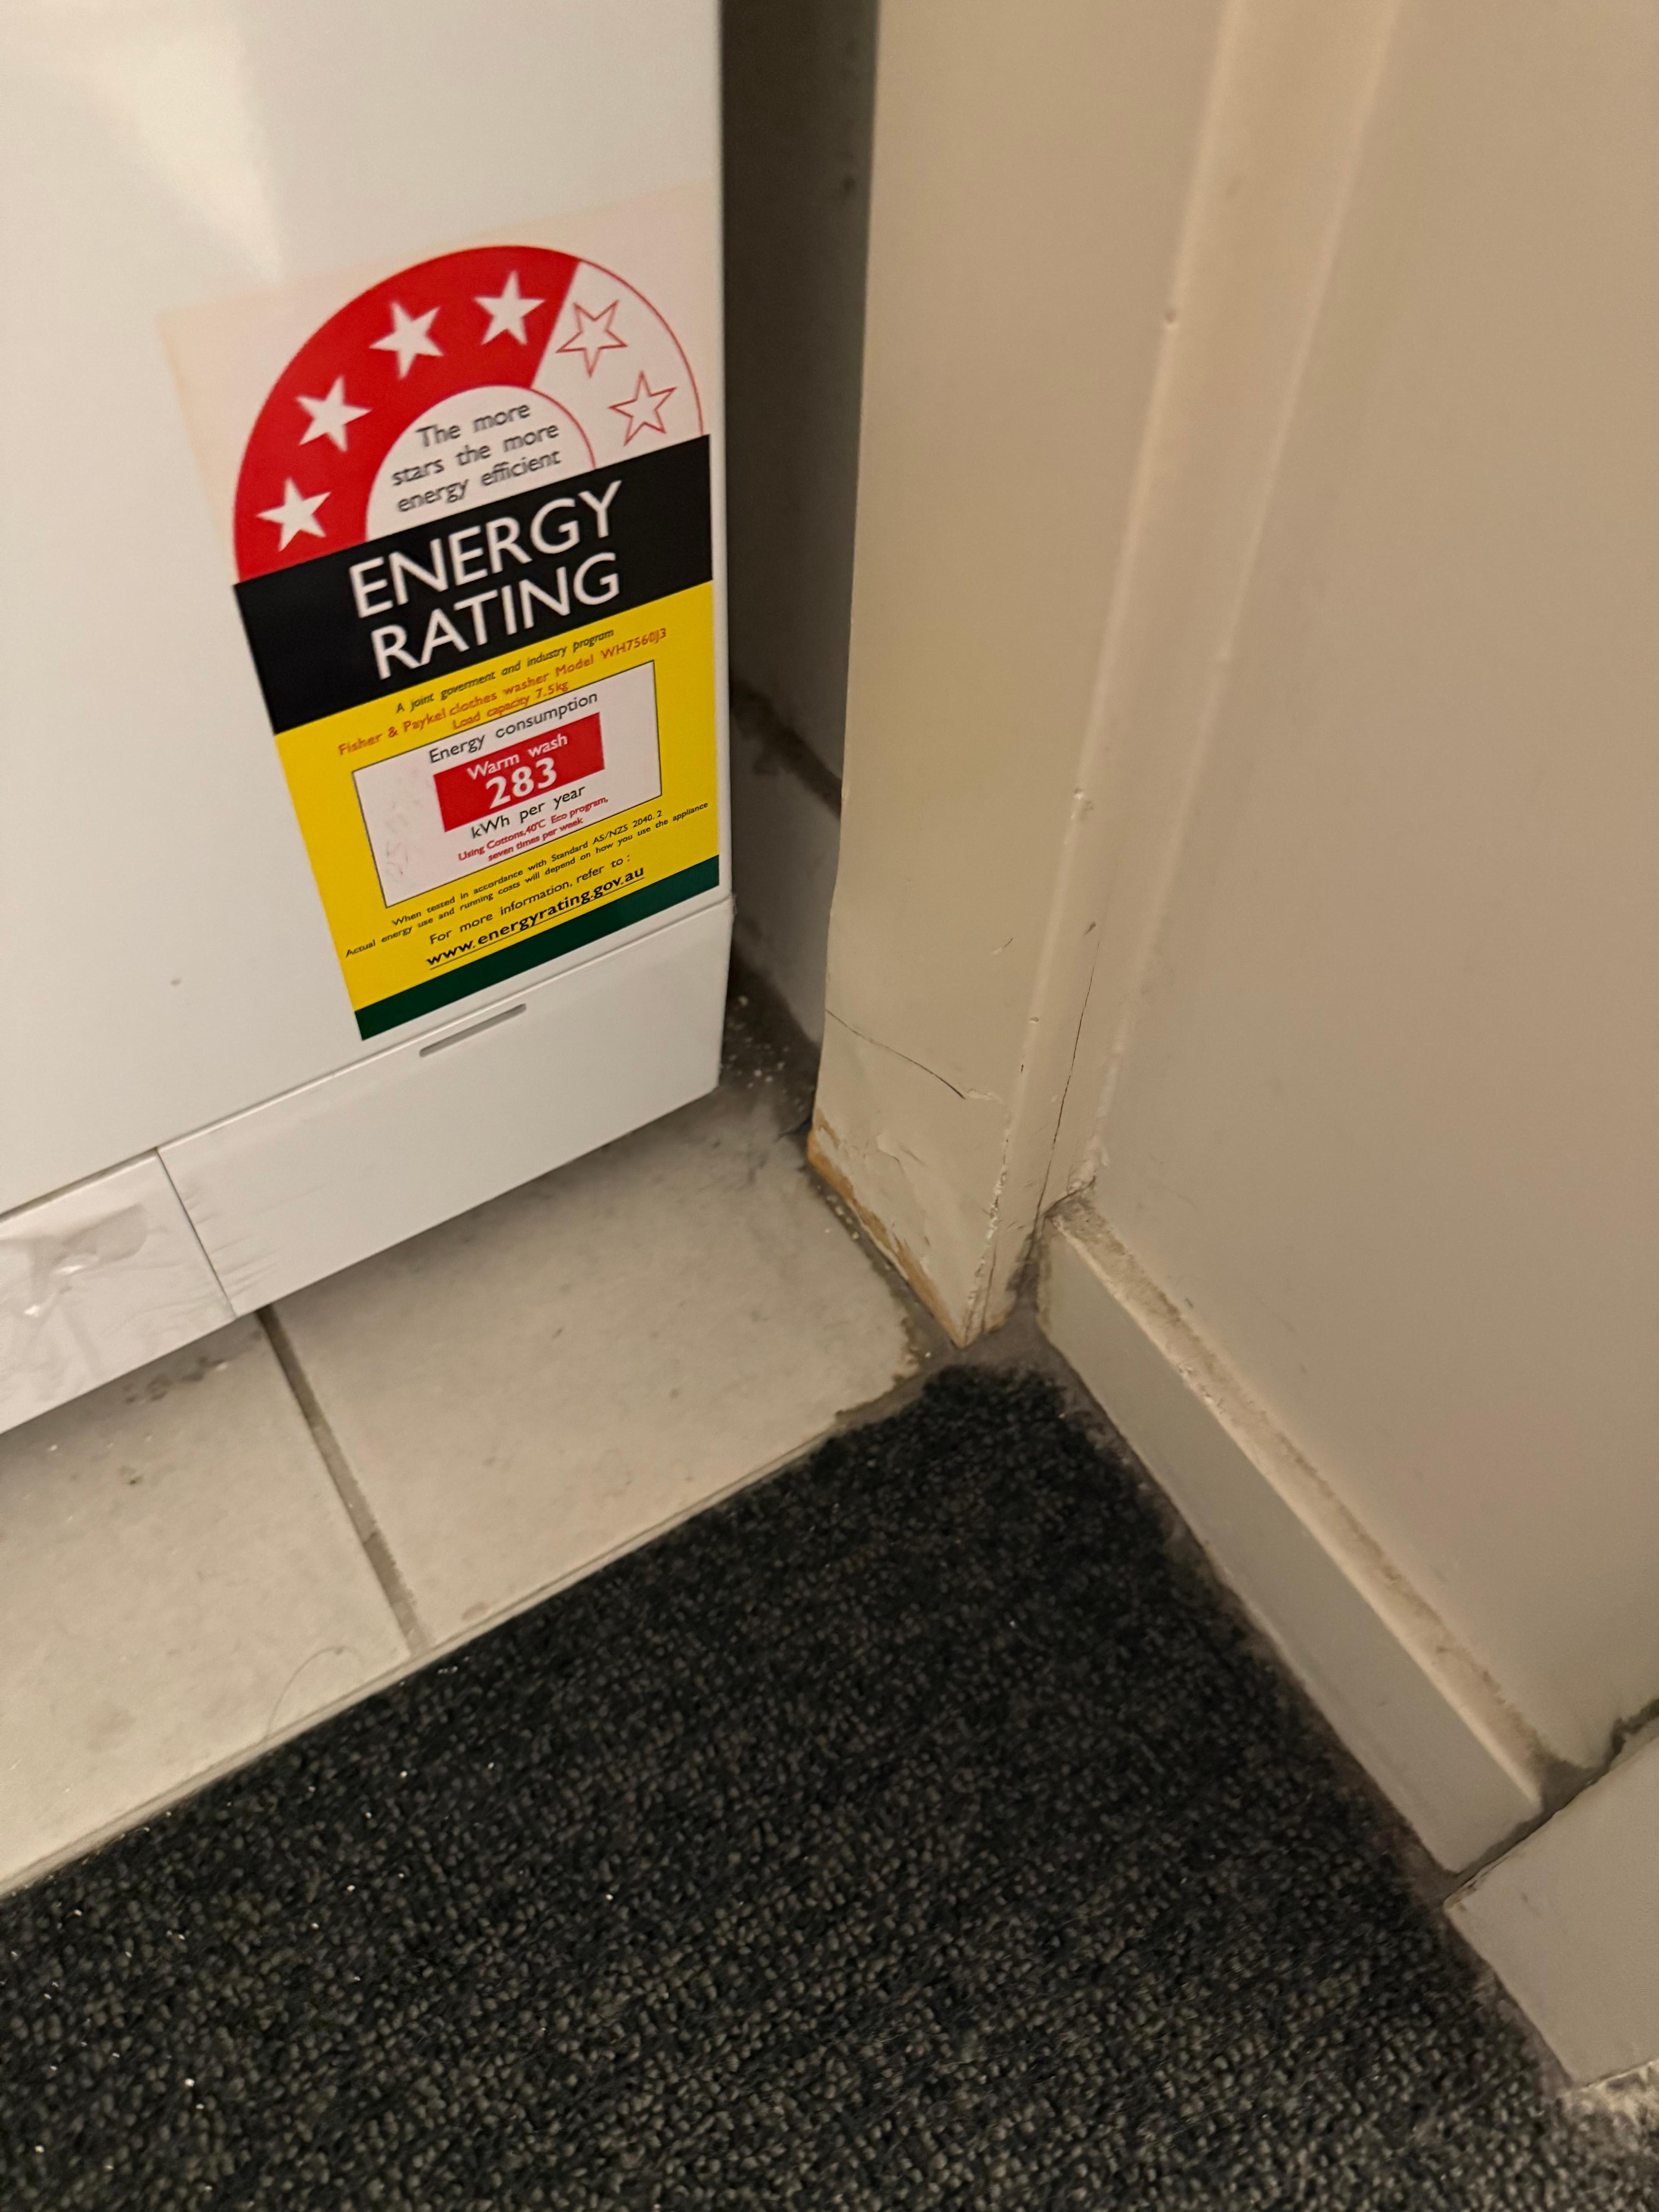 The more
stars the more
energy efficient
ENERGY
RATING
A joint goverment and industry program
Fisher & Paykel clothes washer Model WH7560J3
Load capacity 7.5kg
Energy consumption
Warm wash
283
kWh per year
Using Cottons,40°C Eco program,
seven times per week
When tested in accordance with Standard AS/NZS 2040.2
Actual energy use and running costs will depend on how you use the appliance
For more information, refer to :
www.energyrating.gov.au